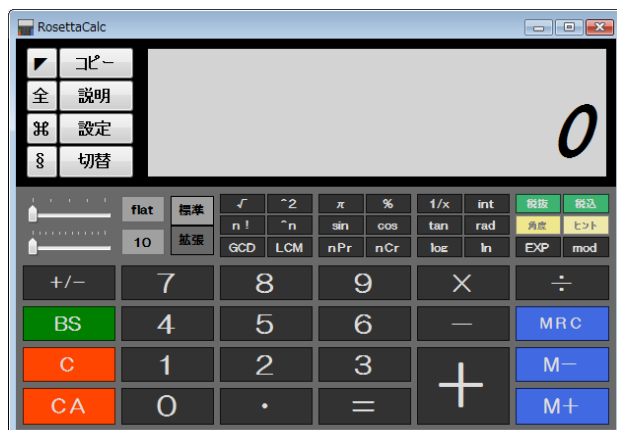 RosettaCalc
コピー
全 説明
⌘ 設定
§ 切替
0
flat 標準
10 拡張
√ ^2 π % 1/x int 税抜 税込
n! ^n sin cos tan rad 角度 ヒント
GCD LCM nPr nCr log ln EXP mod
+/− 7 8 9 × ÷
BS 4 5 6 − MRC
C 1 2 3 + M−
CA 0 · = M+